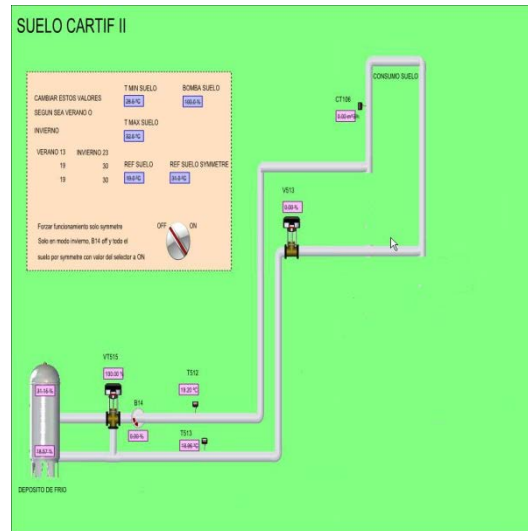 SUELO CARTIF II
T MIN SUELO BOMBA SUELO
CAMBIAR ESTOS VALORES
SEGUN SEA VERANO O
INVIERNO
T MAX SUELO
VERANO 13 INVIERNO 23
19 30
REF SUELO REF SUELO SYMMETRE
19 30
Forzar funcionamiento solo symmetre
OFF ON
Solo en modo invierno, B14 off y todo el
suelo por symmetre con valor del selector a ON
CONSUMO SUELO
CT106
V513
VT515
T512
B14
T513
DEPOSITO DE FRIO